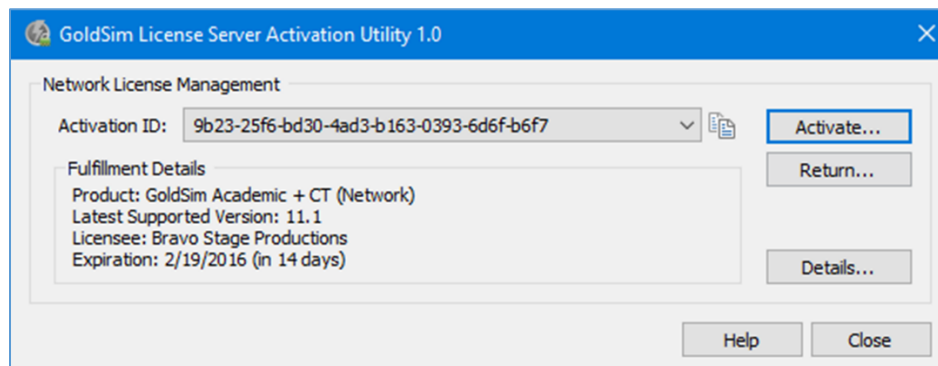 GoldSim License Server Activation Utility 1.0
Network License Management
Activation ID: 9b23-25f6-bd30-4ad3-b163-0393-6d6f-b6f7
Activate...
Return...
Fulfillment Details
Product: GoldSim Academic + CT (Network)
Latest Supported Version: 11.1
Licensee: Bravo Stage Productions
Expiration: 2/19/2016 (in 14 days)
Details...
Help Close